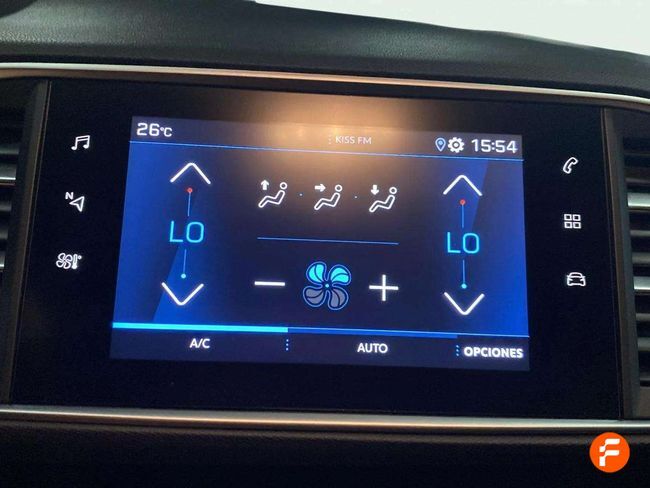 26°C
KISS FM
15:54
N
LO
LO
A/C
AUTO
OPCIONES